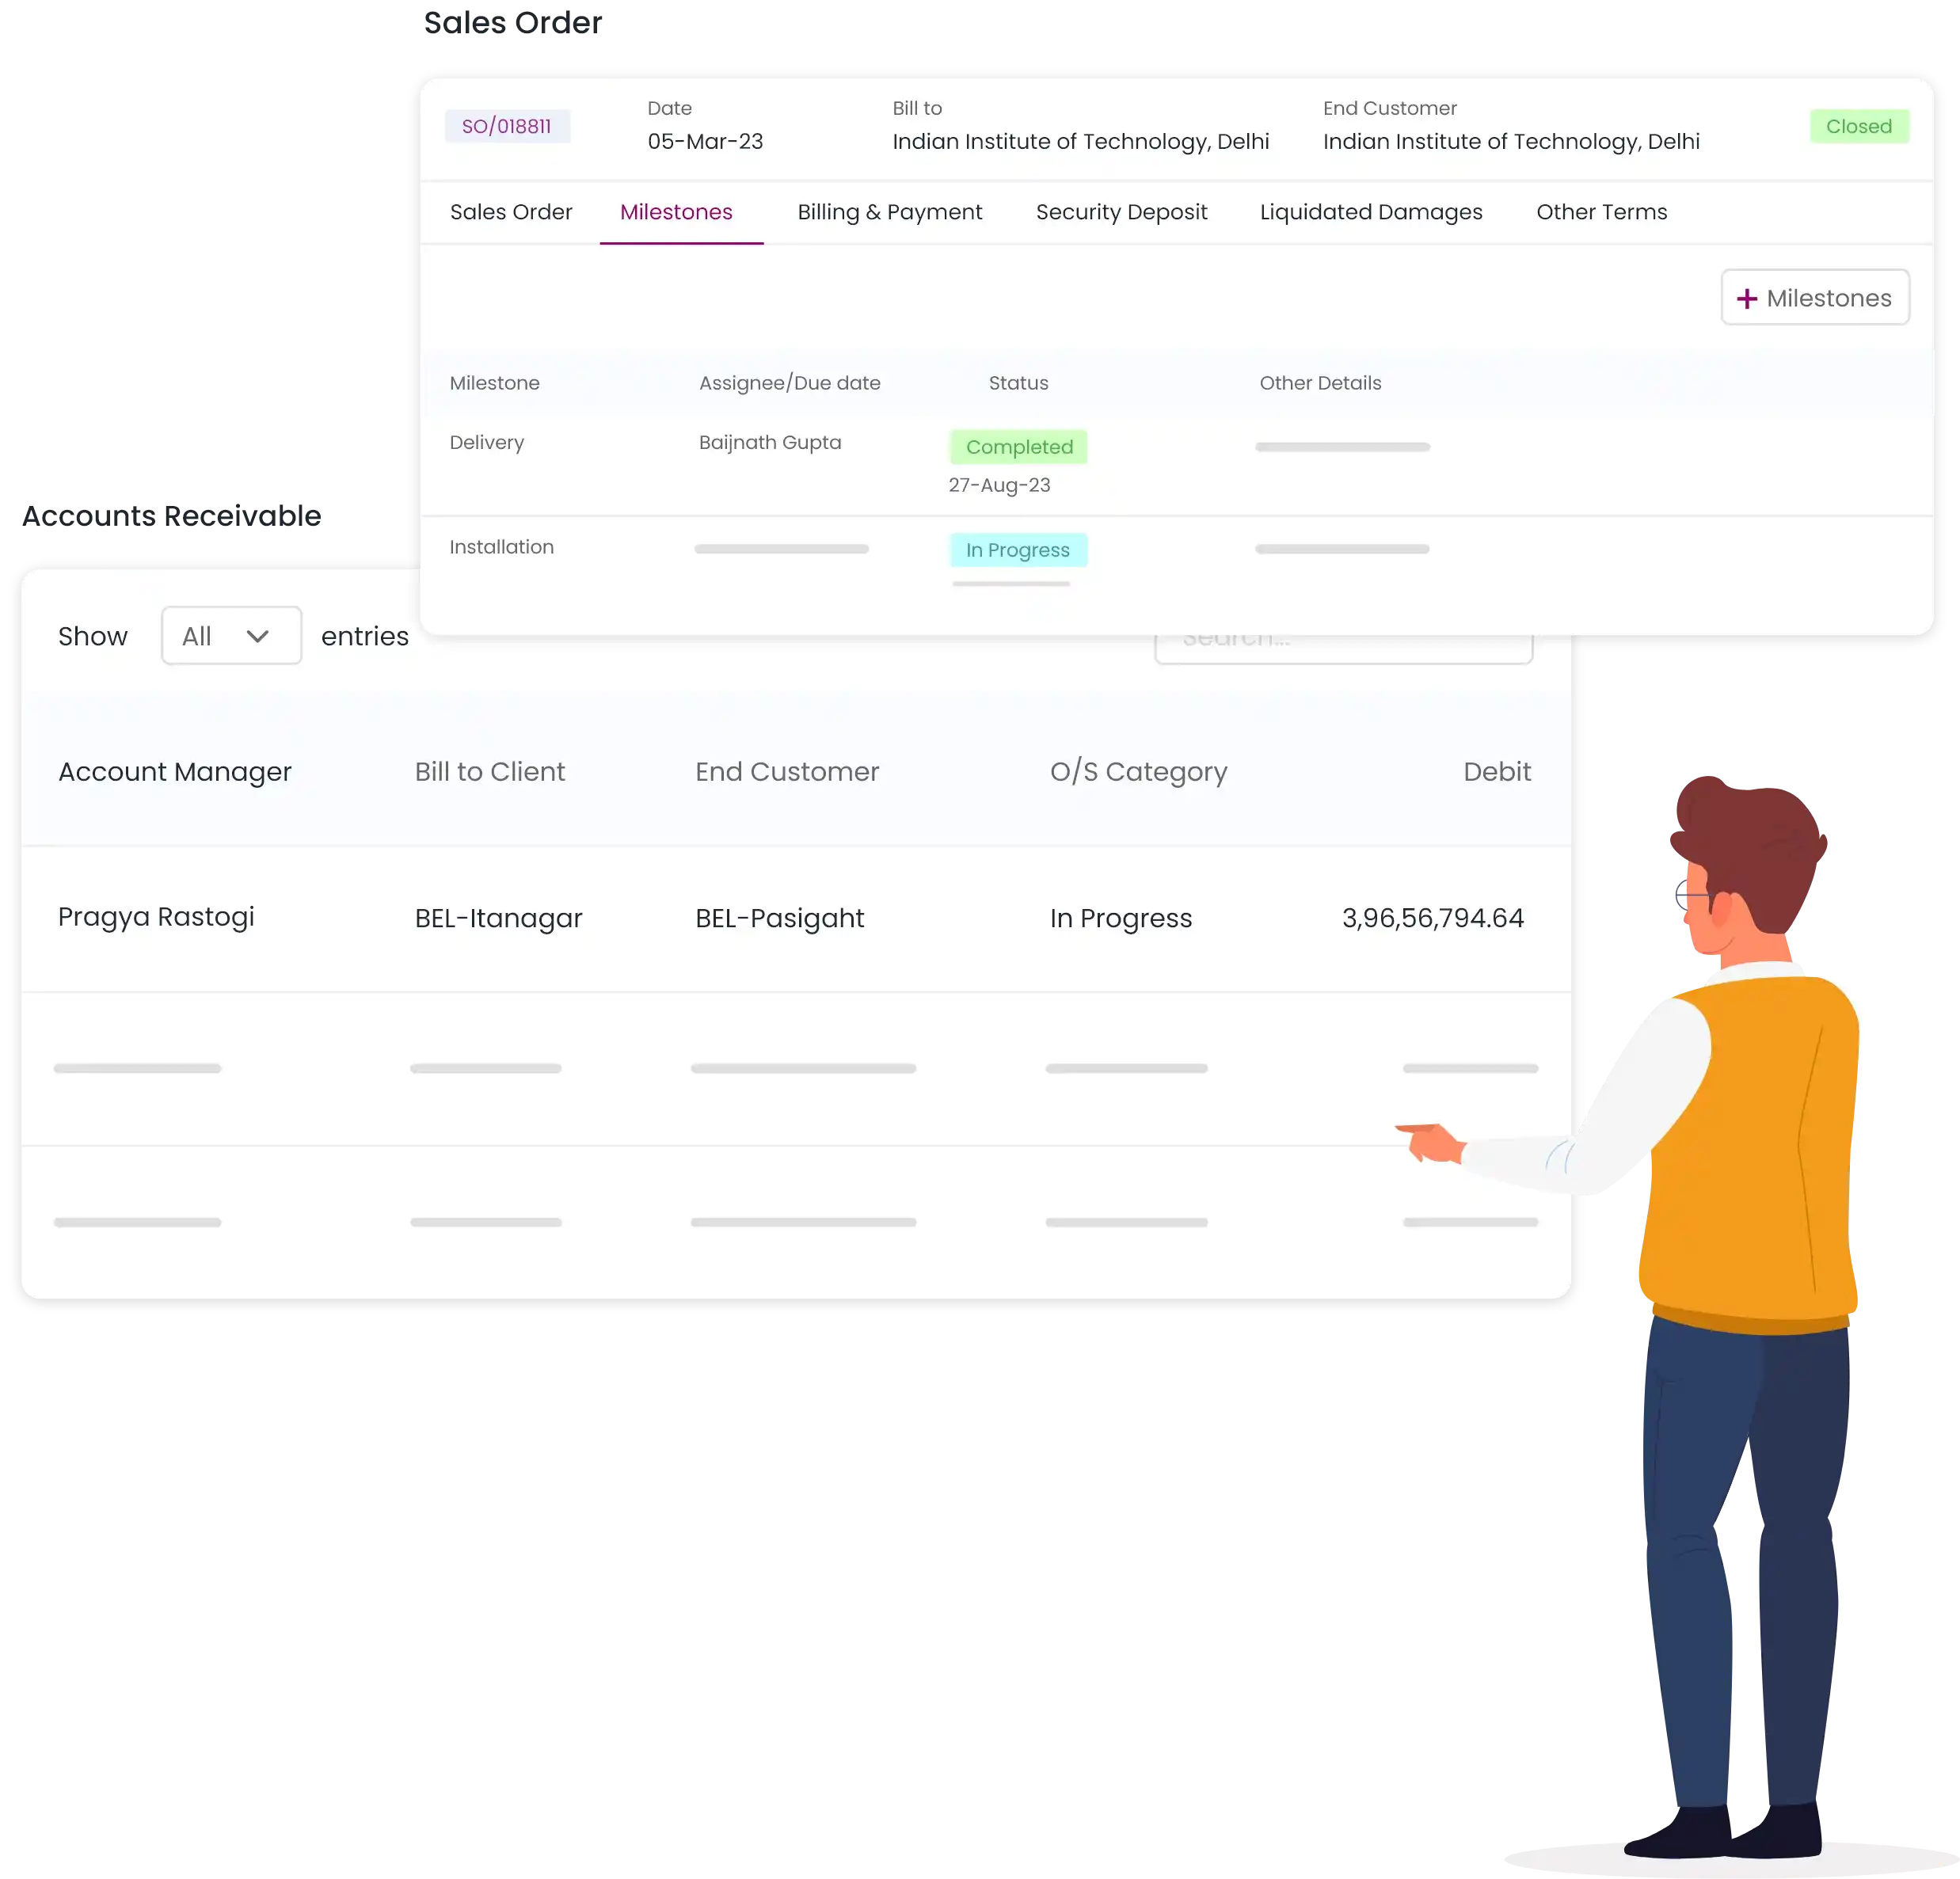 Sales Order
SO/018811
Date
05-Mar-23
Bill to
Indian Institute of Technology, Delhi
End Customer
Indian Institute of Technology, Delhi
Closed
Sales Order Milestones Billing & Payment Security Deposit Liquidated Damages Other Terms
+ Milestones
Milestone Assignee/Due date Status Other Details
Delivery Baijnath Gupta Completed
27-Aug-23
Installation In Progress
Accounts Receivable
Show All entries Search...
Account Manager Bill to Client End Customer O/S Category Debit
Pragya Rastogi BEL-Itanagar BEL-Pasigaht In Progress 3,96,56,794.64